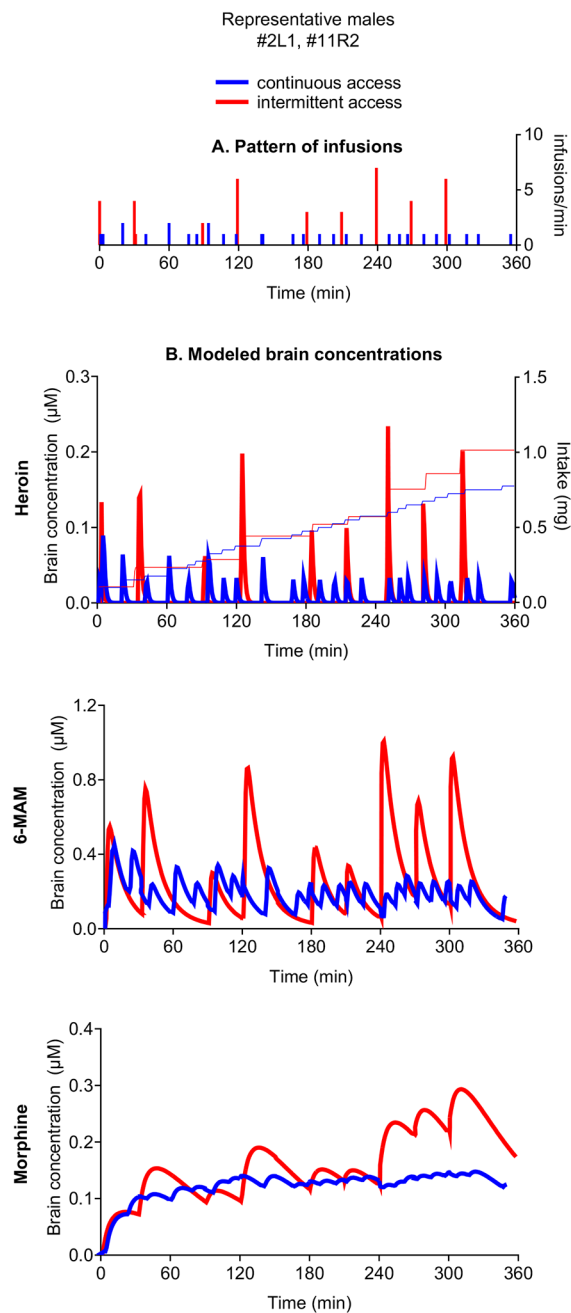 Representative males
#2L1, #11R2
continuous access
intermittent access
A. Pattern of infusions
10
5
0
infusions/min
0 60 120 180 240 300 360
Time (min)
B. Modeled brain concentrations
Heroin
Brain concentration (µM)
0.3
0.2
0.1
0.0
1.5
1.0
0.5
0.0
Intake (mg)
0 60 120 180 240 300 360
Time (min)
6-MAM
Brain concentration (µM)
1.2
0.8
0.4
0.0
0 60 120 180 240 300 360
Time (min)
Morphine
Brain concentration (µM)
0.4
0.3
0.2
0.1
0.0
0 60 120 180 240 300 360
Time (min)